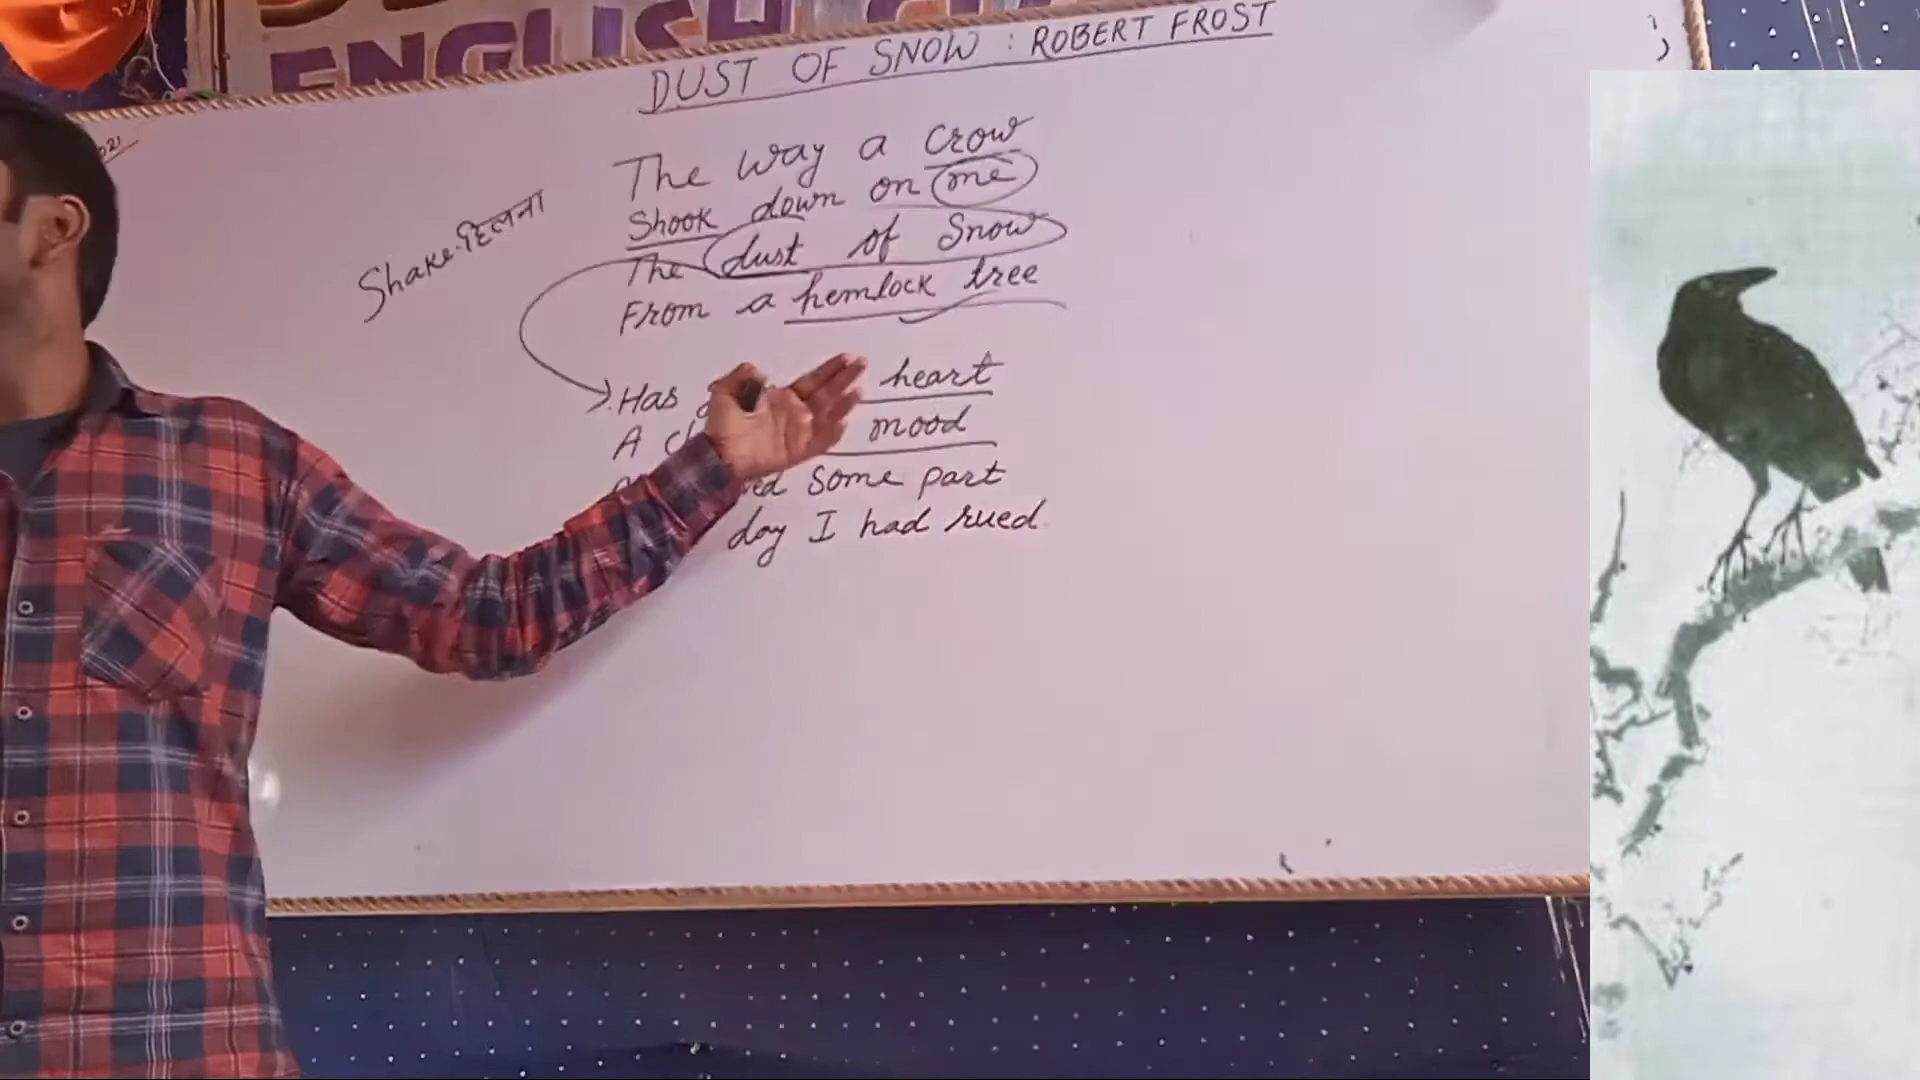 ENGLISH
DUST OF SNOW : ROBERT FROST
021
The way a crow
Shook down on me
The dust of Snow
From a hemlock tree
Shake-हिलना
Has heart
A mood
some part
day I had rued